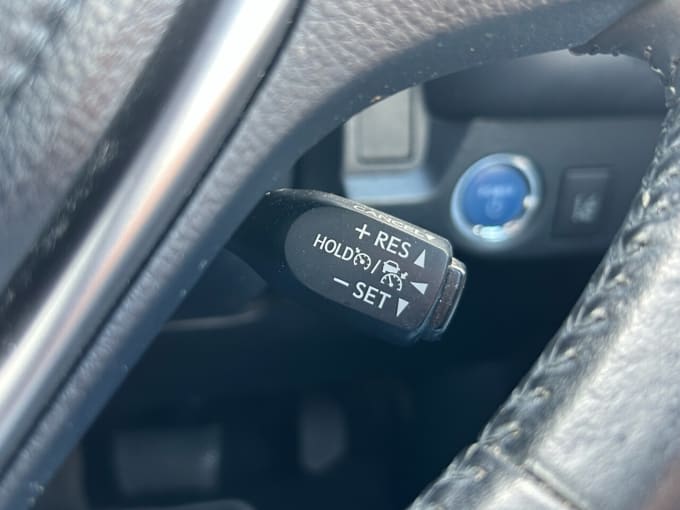 CANCEL▼
+ RES ▲
HOLD /
− SET ▼